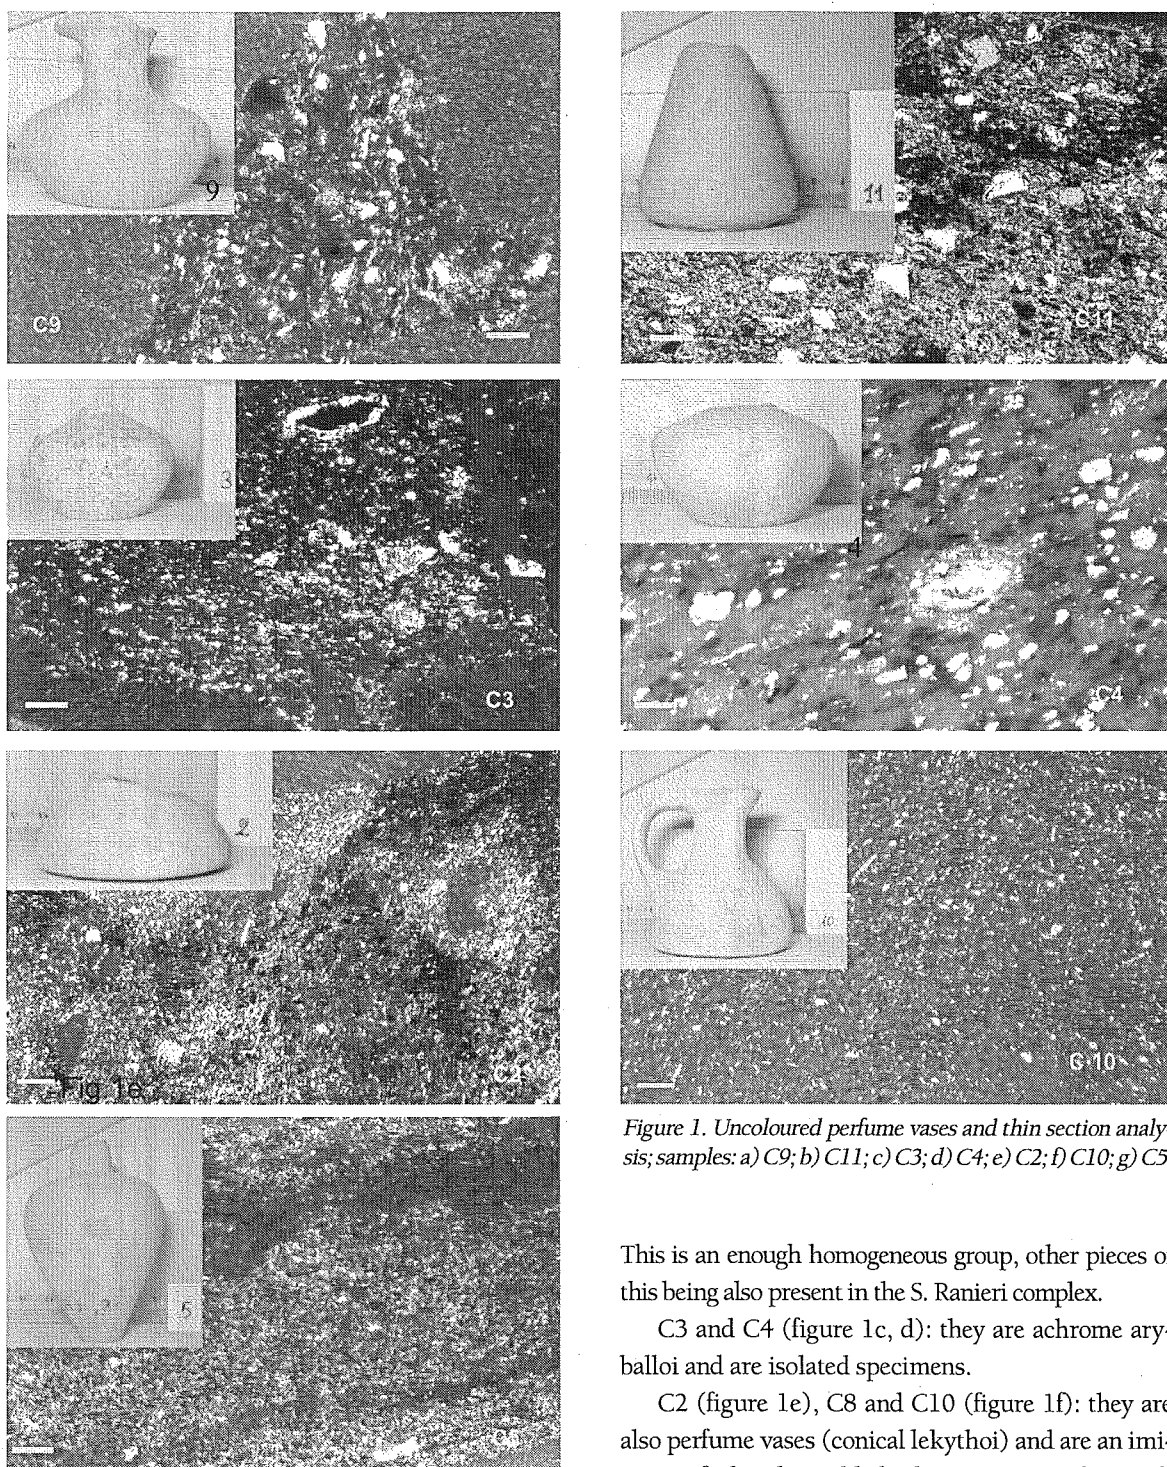 9
C9
11
C11
3
C3
4
C4
2
C2
Fig 1e
10
C 10
5
C5
Figure 1. Uncoloured perfume vases and thin section analy-
sis; samples: a) C9; b) C11; c) C3; d) C4; e) C2; f) C10; g) C5
This is an enough homogeneous group, other pieces o
this being also present in the S. Ranieri complex.
C3 and C4 (figure 1c, d): they are achrome ary-
balloi and are isolated specimens.
C2 (figure 1e), C8 and C10 (figure 1f): they are
also perfume vases (conical lekythoi) and are an imi-